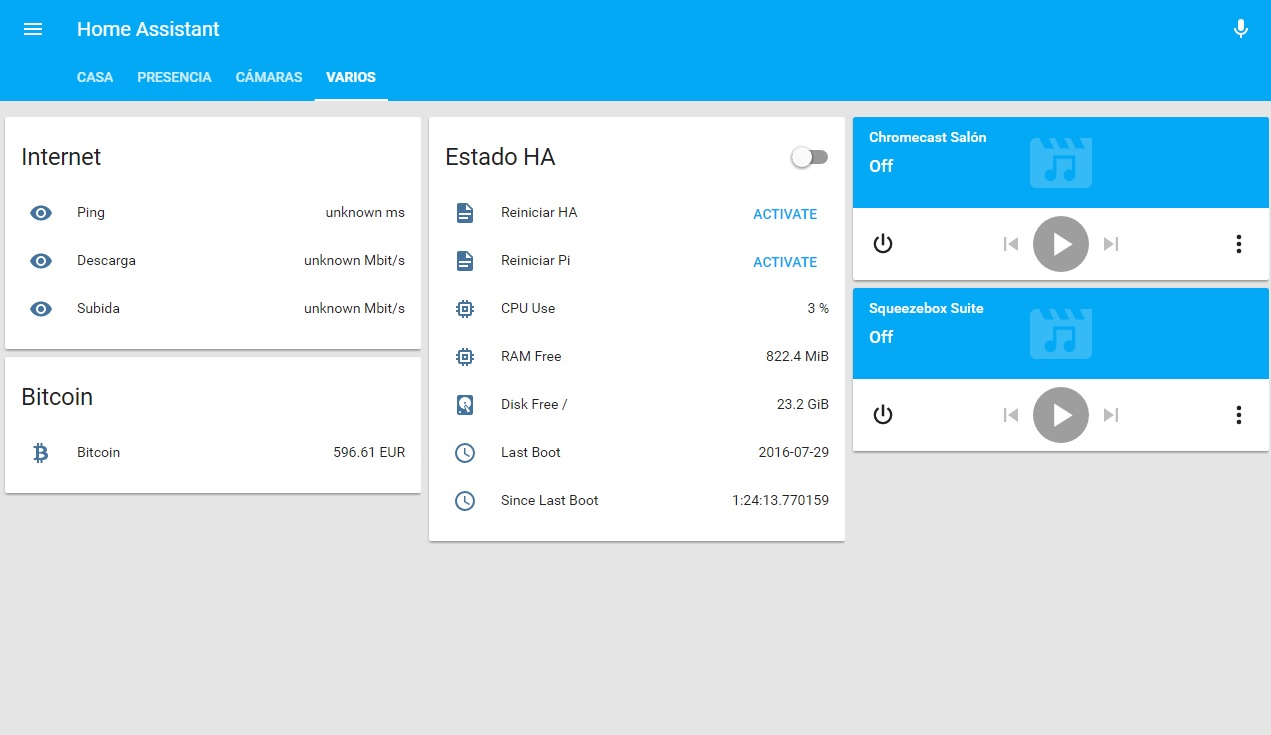 Home Assistant
CASA PRESENCIA CÁMARAS VARIOS
Internet
Ping unknown ms
Descarga unknown Mbit/s
Subida unknown Mbit/s
Bitcoin
Bitcoin 596.61 EUR
Estado HA
Reiniciar HA ACTIVATE
Reiniciar Pi ACTIVATE
CPU Use 3 %
RAM Free 822.4 MiB
Disk Free / 23.2 GiB
Last Boot 2016-07-29
Since Last Boot 1:24:13.770159
Chromecast Salón
Off
Squeezebox Suite
Off